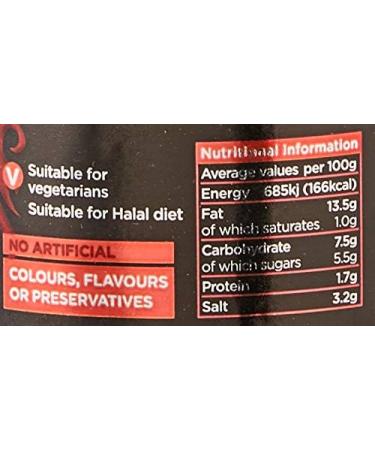 V Suitable for
vegetarians
Suitable for Halal diet
NO ARTIFICIAL
COLOURS, FLAVOURS
OR PRESERVATIVES
Nutritional Information
Average values per 100g
Energy 685kj (166kcal)
Fat 13.5g
of which saturates 1.0g
Carbohydrate 7.5g
of which sugars 5.5g
Protein 1.7g
Salt 3.2g